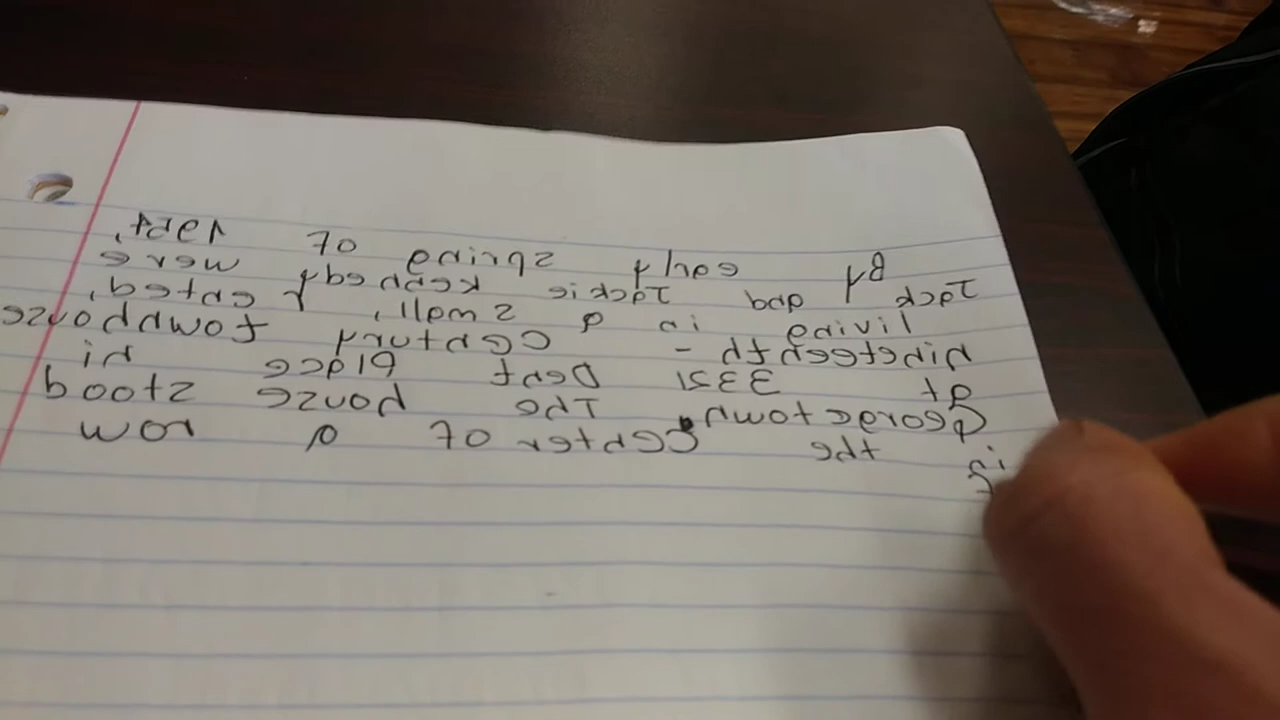 By early spring of
Jack and Jackie Kennedy were
living in a small, rented,
nineteenth - Century townhouse
at 3321 Dent Place in
Georgetown. The house stood
in the Center of a row